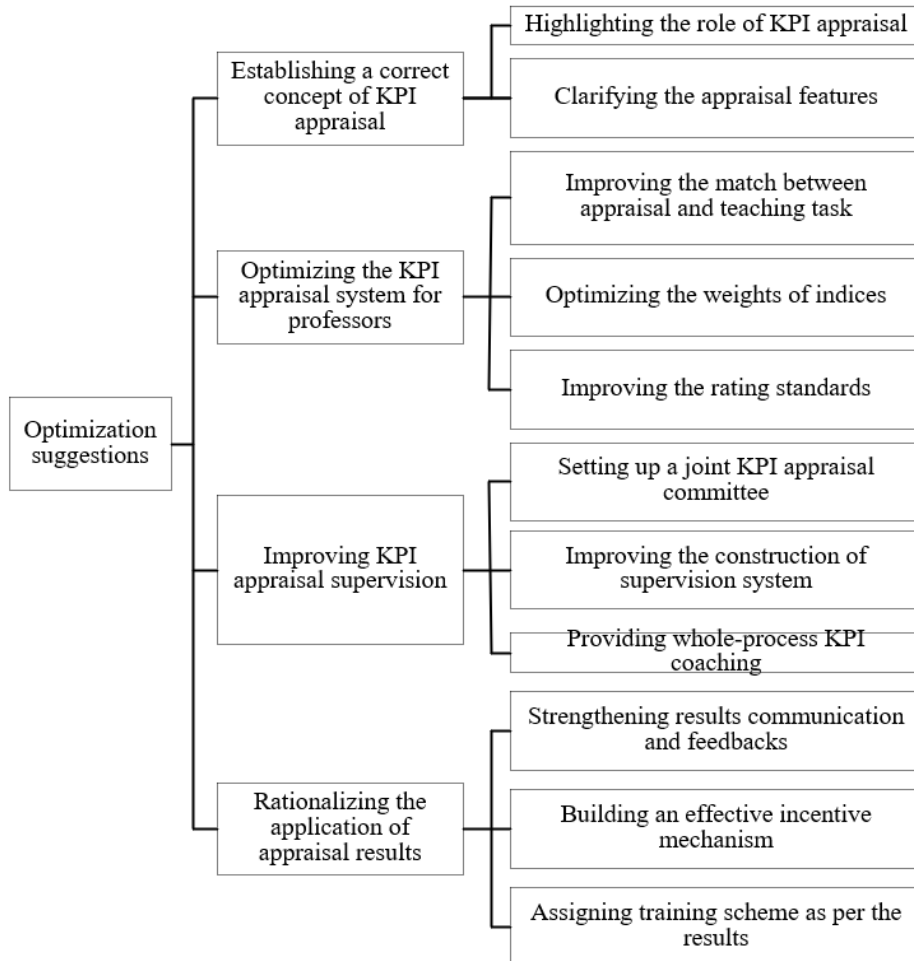 Optimization
suggestions
Establishing a correct
concept of KPI
appraisal
Highlighting the role of KPI appraisal
Clarifying the appraisal features
Optimizing the KPI
appraisal system for
professors
Improving the match between
appraisal and teaching task
Optimizing the weights of indices
Improving the rating standards
Improving KPI
appraisal supervision
Setting up a joint KPI appraisal
committee
Improving the construction of
supervision system
Providing whole-process KPI
coaching
Rationalizing the
application of
appraisal results
Strengthening results communication
and feedbacks
Building an effective incentive
mechanism
Assigning training scheme as per the
results